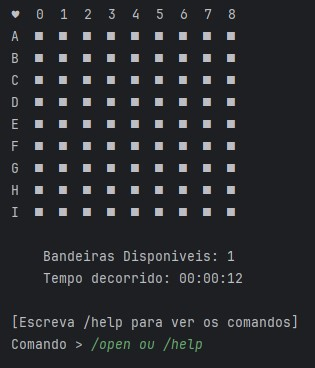 ♥ 0 1 2 3 4 5 6 7 8
A ■ ■ ■ ■ ■ ■ ■ ■ ■
B ■ ■ ■ ■ ■ ■ ■ ■ ■
C ■ ■ ■ ■ ■ ■ ■ ■ ■
D ■ ■ ■ ■ ■ ■ ■ ■ ■
E ■ ■ ■ ■ ■ ■ ■ ■ ■
F ■ ■ ■ ■ ■ ■ ■ ■ ■
G ■ ■ ■ ■ ■ ■ ■ ■ ■
H ■ ■ ■ ■ ■ ■ ■ ■ ■
I ■ ■ ■ ■ ■ ■ ■ ■ ■
Bandeiras Disponiveis: 1
Tempo decorrido: 00:00:12
[Escreva /help para ver os comandos]
Comando > /open ou /help